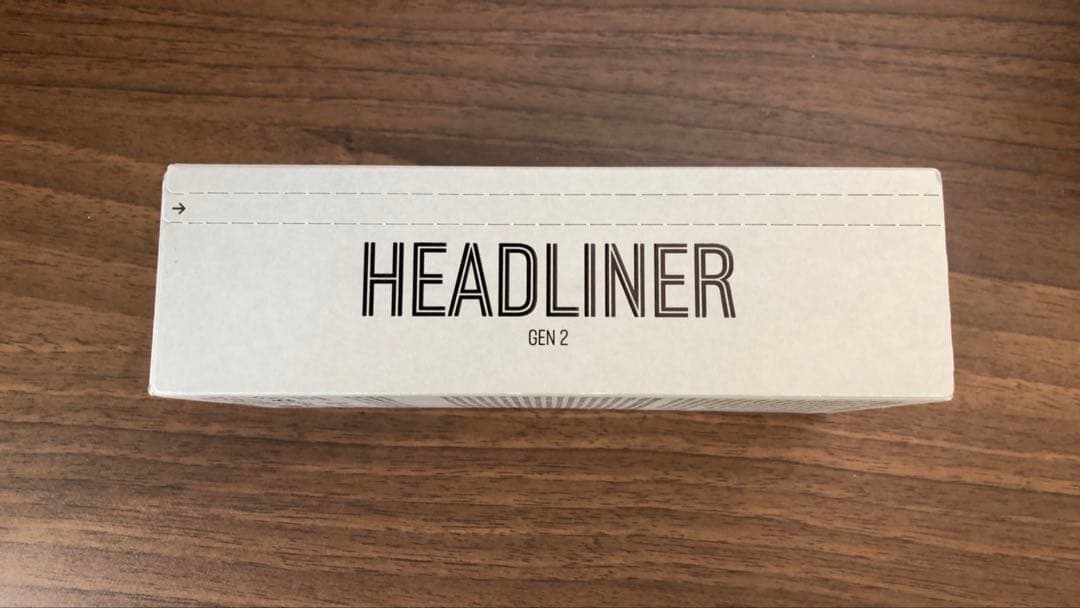 →
HEADLINER
GEN 2